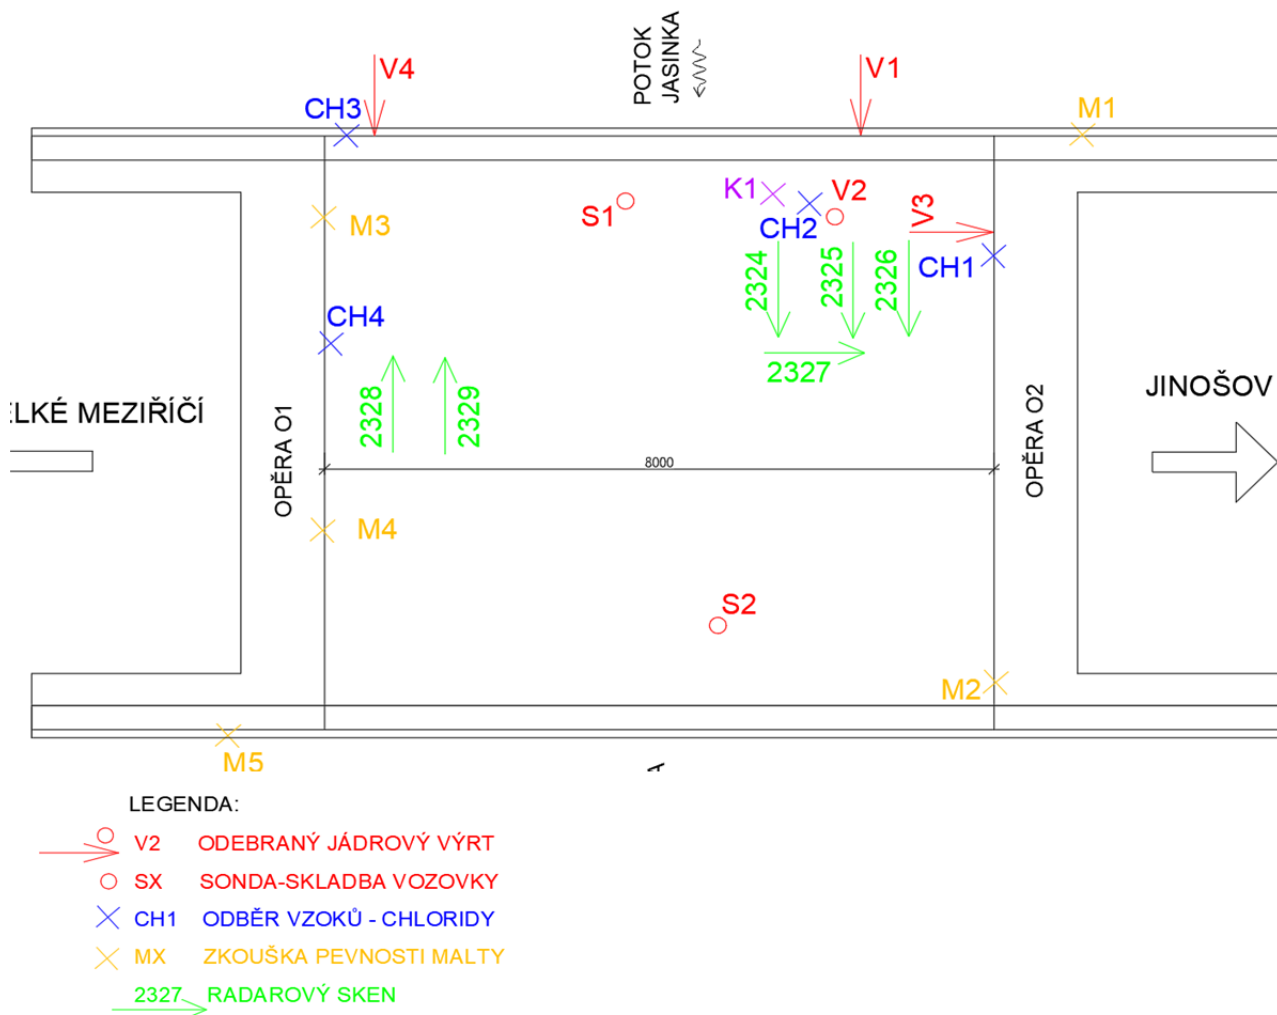 POTOK
JASINKA
V4
V1
CH3
M1
K1
V2
S1
CH2
V3
M3
CH1
2324
2325
2326
CH4
2327
2328
2329
ELKÉ MEZIŘÍČÍ
JINOŠOV
OPĚRA O1
8000
OPĚRA O2
M4
S2
M2
M5
LEGENDA:
V2 ODEBRANÝ JÁDROVÝ VÝRT
SX SONDA-SKLADBA VOZOVKY
CH1 ODBĚR VZOKŮ - CHLORIDY
MX ZKOUŠKA PEVNOSTI MALTY
2327 RADAROVÝ SKEN